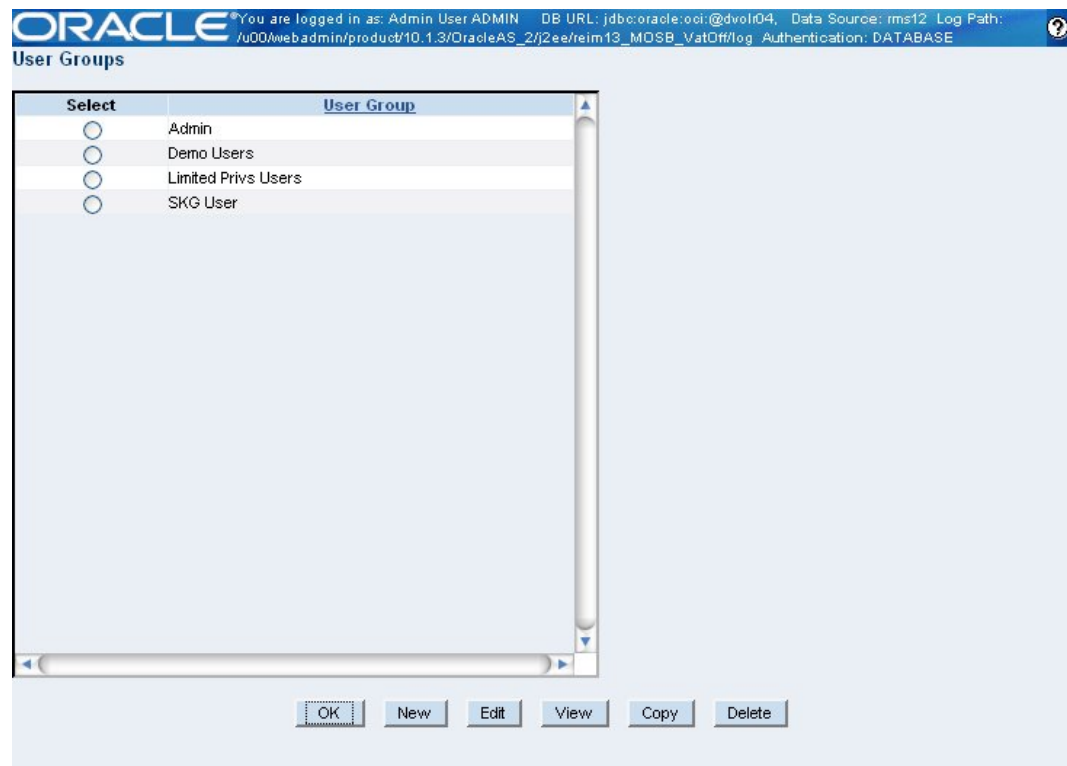 ORACLE® You are logged in as: Admin User ADMIN DB URL: jdbc:oracle:oci:@dvolr04, Data Source: rms12 Log Path:
/u00/webadmin/product/10.1.3/OracleAS_2/j2ee/reim13_MOSB_VatOff/log Authentication: DATABASE
?
User Groups
Select User Group
Admin
Demo Users
Limited Privs Users
SKG User
OK New Edit View Copy Delete